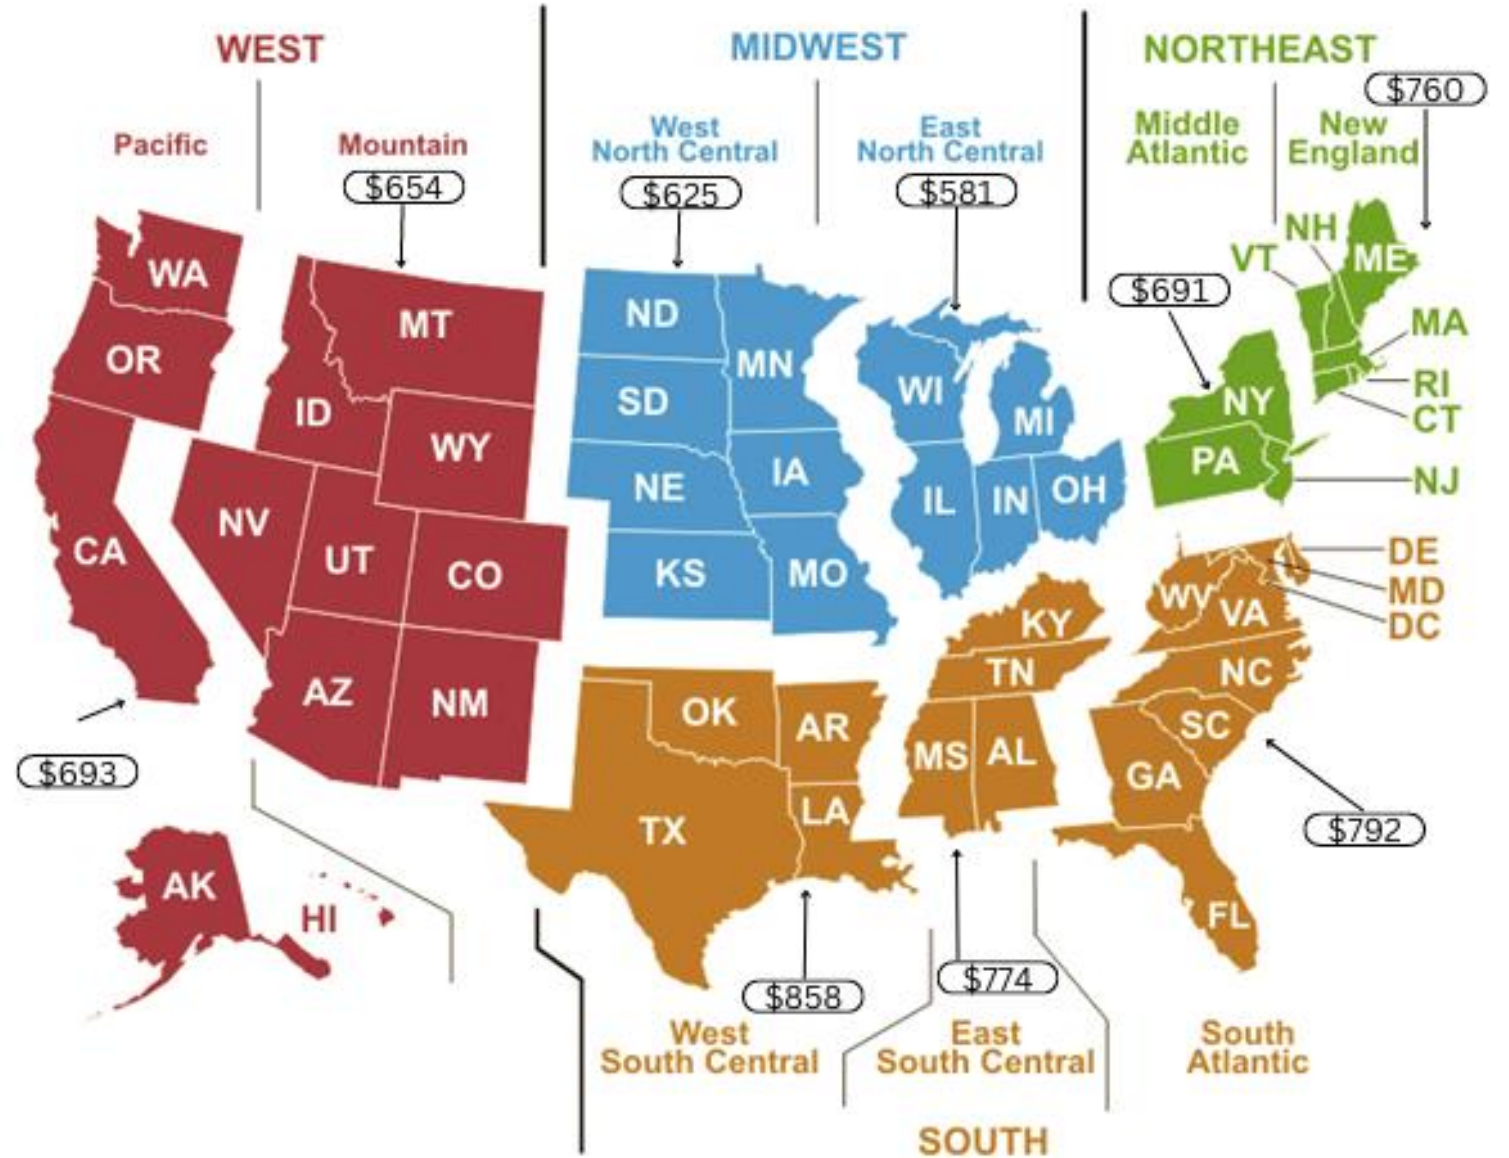 WEST
MIDWEST
NORTHEAST
$760
Pacific
Mountain
West
North Central
East
North Central
Middle
Atlantic
New
England
$654
$625
$581
NH
VT
ME
$691
WA
MT
ND
MN
MA
OR
ID
SD
WI
MI
NY
RI
CT
WY
NE
IA
IL
IN
OH
PA
NJ
NV
CA
UT
CO
KS
MO
DE
MD
DC
WV
VA
KY
TN
NC
AZ
NM
OK
AR
MS
AL
SC
GA
$693
TX
LA
$792
AK
HI
FL
$858
$774
West
South Central
East
South Central
South
Atlantic
SOUTH